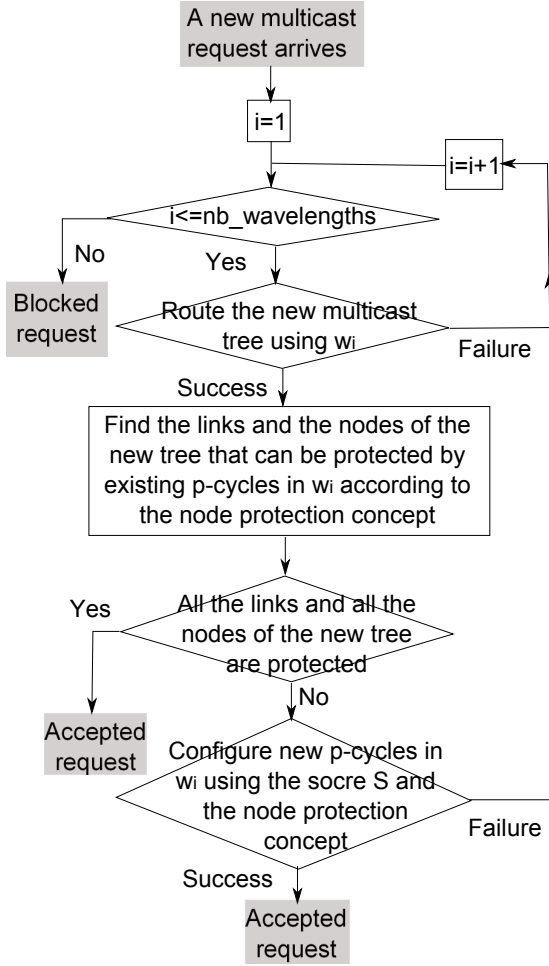 A new multicast
request arrives
i=1
i=i+1
i<=nb_wavelengths
No
Yes
Blocked
request
Route the new multicast
tree using wi
Failure
Success
Find the links and the nodes of the
new tree that can be protected by
existing p-cycles in wi according to
the node protection concept
Yes
All the links and all the
nodes of the new tree
are protected
No
Accepted
request
Configure new p-cycles in
wi using the socre S and
the node protection
concept
Failure
Success
Accepted
request